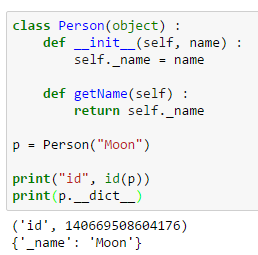 class Person(object) :
    def __init__(self, name) :
        self._name = name

    def getName(self) :
        return self._name

p = Person("Moon")

print("id", id(p))
print(p.__dict__)
('id', 140669508604176)
{'_name': 'Moon'}